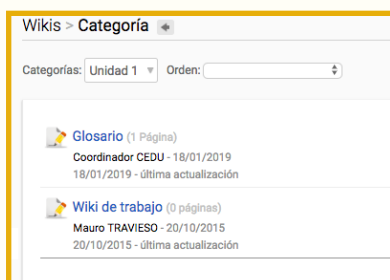 Wikis > Categoría
Categorías: Unidad 1 Orden:
Glosario (1 Página)
Coordinador CEDU - 18/01/2019
18/01/2019 - última actualización
Wiki de trabajo (0 páginas)
Mauro TRAVIESO - 20/10/2015
20/10/2015 - última actualización